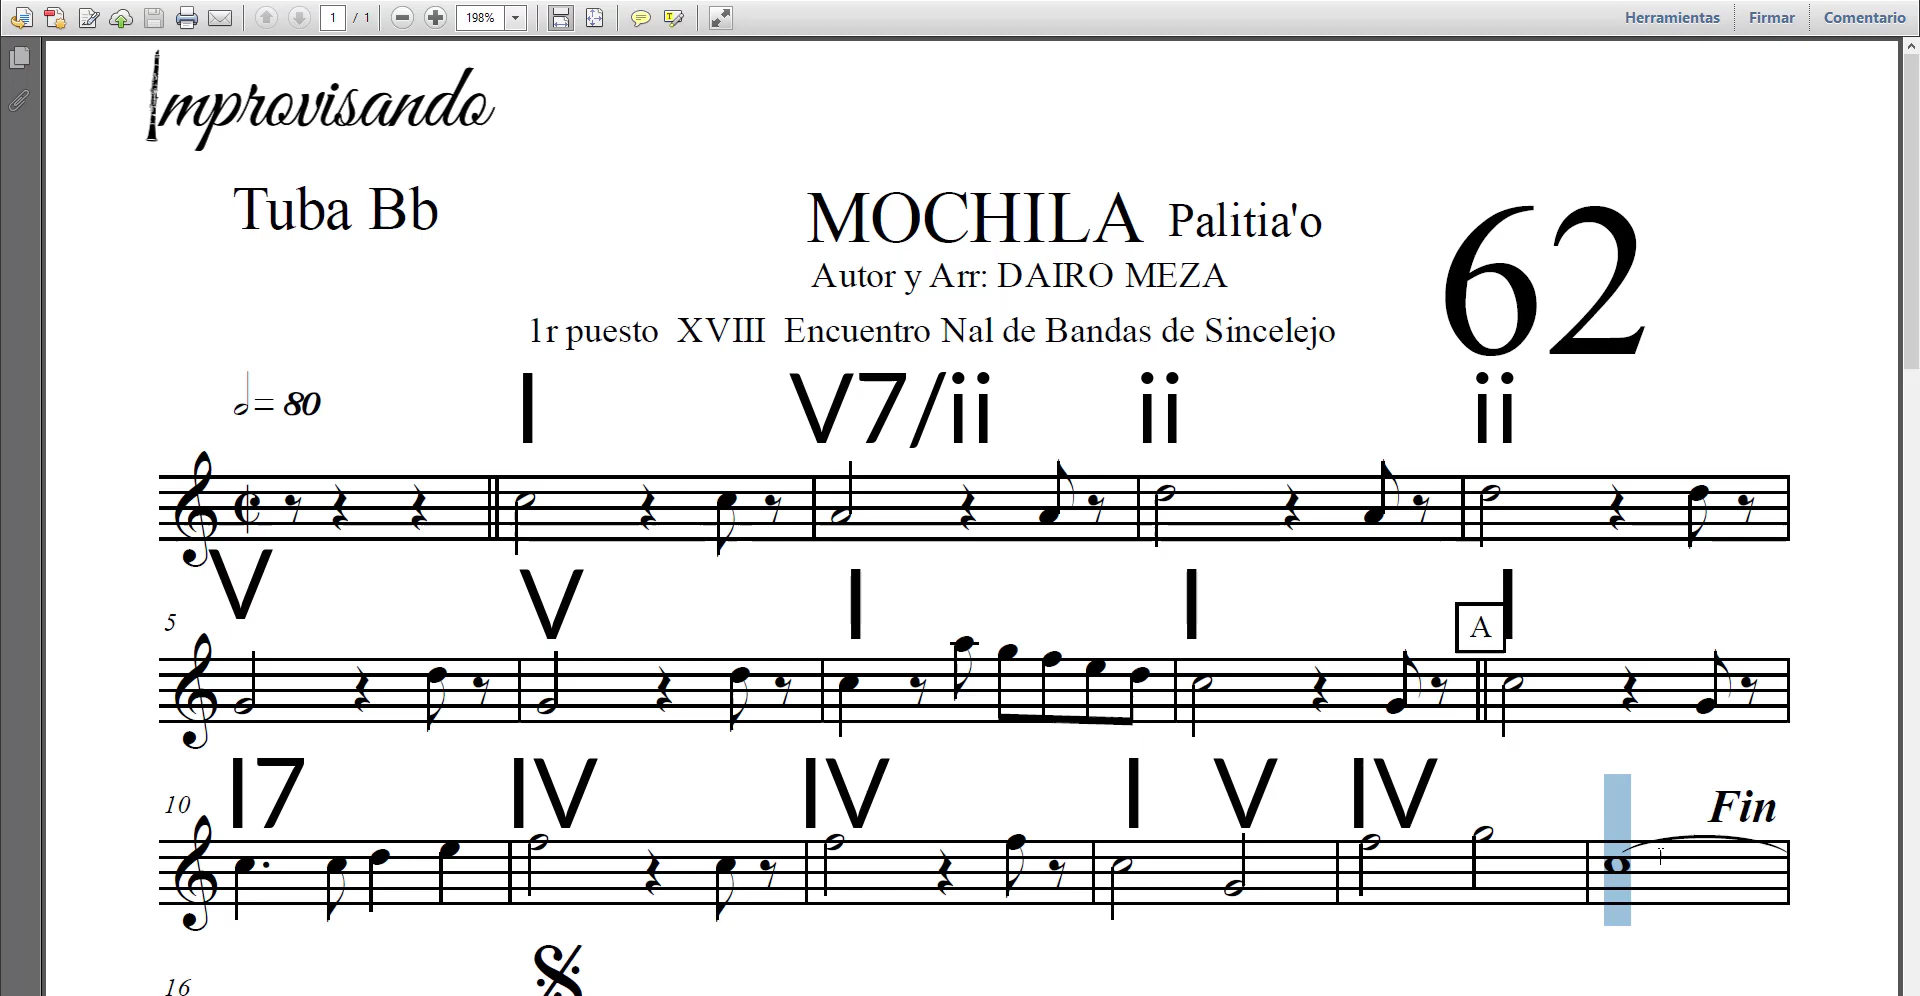 1 / 1 198% Herramientas Firmar Comentario
Improvisando
Tuba Bb MOCHILA Palitia'o 62
Autor y Arr: DAIRO MEZA
1r puesto XVIII Encuentro Nal de Bandas de Sincelejo
= 80 I V7/ii ii ii
V V I I I
5 A
I7 IV IV I V IV
10 Fin
16